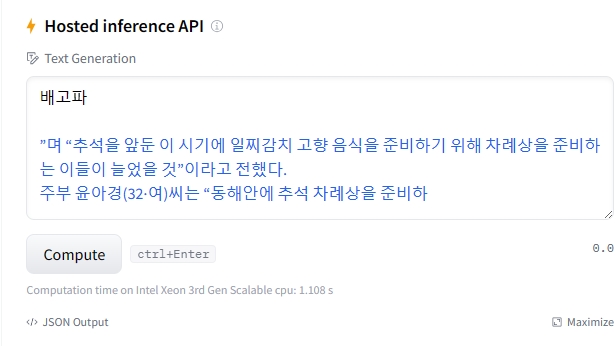 Hosted inference API
Text Generation
배고파
”며 “추석을 앞둔 이 시기에 일찌감치 고향 음식을 준비하기 위해 차례상을 준비하
는 이들이 늘었을 것”이라고 전했다.
주부 윤아경(32·여)씨는 “동해안에 추석 차례상을 준비하
Compute ctrl+Enter 0.0
Computation time on Intel Xeon 3rd Gen Scalable cpu: 1.108 s
</> JSON Output Maximize